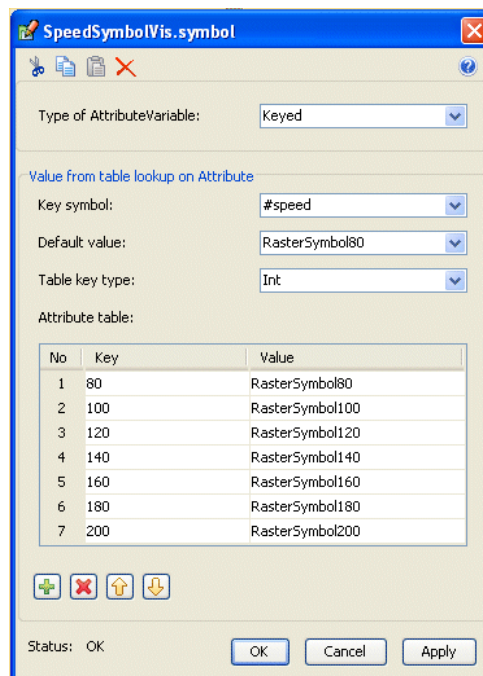 SpeedSymbolVis.symbol
Type of AttributeVariable: Keyed
Value from table lookup on Attribute
Key symbol: #speed
Default value: RasterSymbol80
Table key type: Int
Attribute table:
No Key Value
1 80 RasterSymbol80
2 100 RasterSymbol100
3 120 RasterSymbol120
4 140 RasterSymbol140
5 160 RasterSymbol160
6 180 RasterSymbol180
7 200 RasterSymbol200
Status: OK OK Cancel Apply